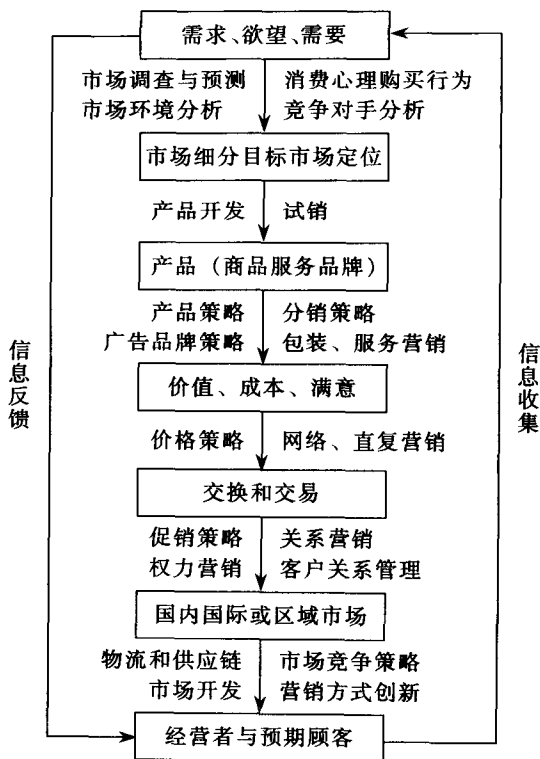 需求、欲望、需要
市场调查与预测 消费心理购买行为
市场环境分析 竞争对手分析
市场细分目标市场定位
产品开发 试销
产品（商品服务品牌）
产品策略 分销策略
广告品牌策略 包装、服务营销
价值、成本、满意
价格策略 网络、直复营销
交换和交易
促销策略 关系营销
权力营销 客户关系管理
国内国际或区域市场
物流和供应链 市场竞争策略
市场开发 营销方式创新
经营者与预期顾客
信息反馈
信息收集